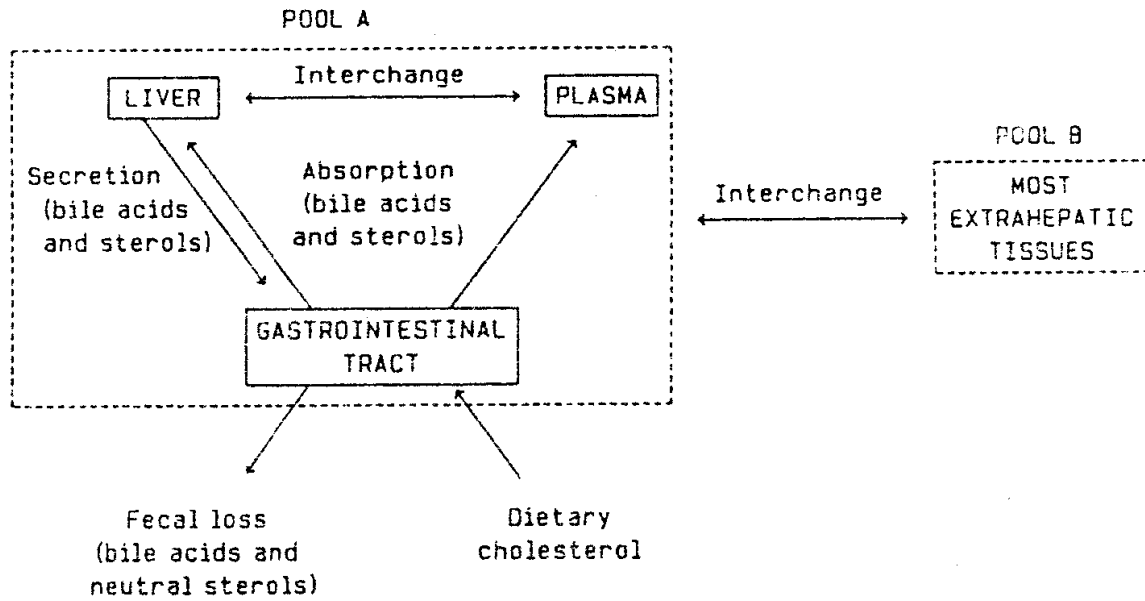 POOL A
Interchange
LIVER
PLASMA
Secretion
(bile acids
and sterols)
Absorption
(bile acids
and sterols)
GASTROINTESTINAL
TRACT
Interchange
POOL B
MOST
EXTRAHEPATIC
TISSUES
Fecal loss
(bile acids and
neutral sterols)
Dietary
cholesterol